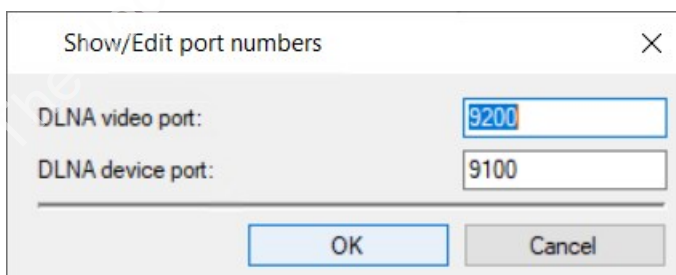 Show/Edit port numbers
DLNA video port: 9200
DLNA device port: 9100
OK Cancel